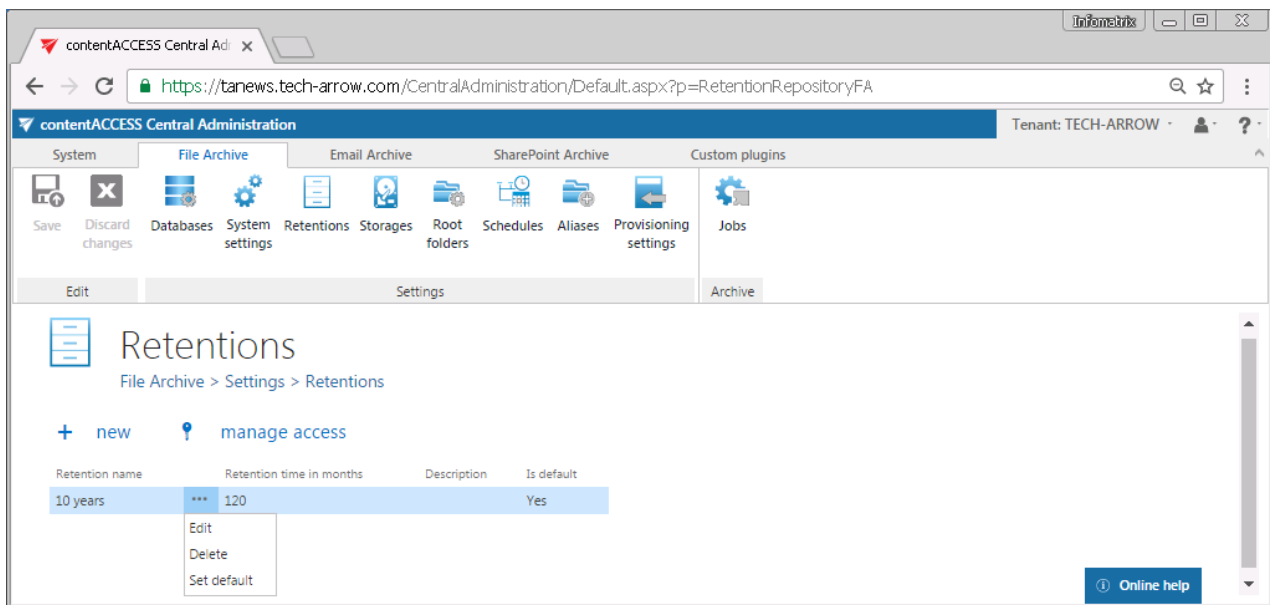 Infomatrix
contentACCESS Central Ad
https://tanews.tech-arrow.com/CentralAdministration/Default.aspx?p=RetentionRepositoryFA
contentACCESS Central Administration
Tenant: TECH-ARROW
?
System File Archive Email Archive SharePoint Archive Custom plugins
Save Discard changes Databases System settings Retentions Storages Root folders Schedules Aliases Provisioning settings Jobs
Edit Settings Archive
Retentions
File Archive > Settings > Retentions
+ new manage access
Retention name Retention time in months Description Is default
10 years ••• 120 Yes
Edit
Delete
Set default
Online help